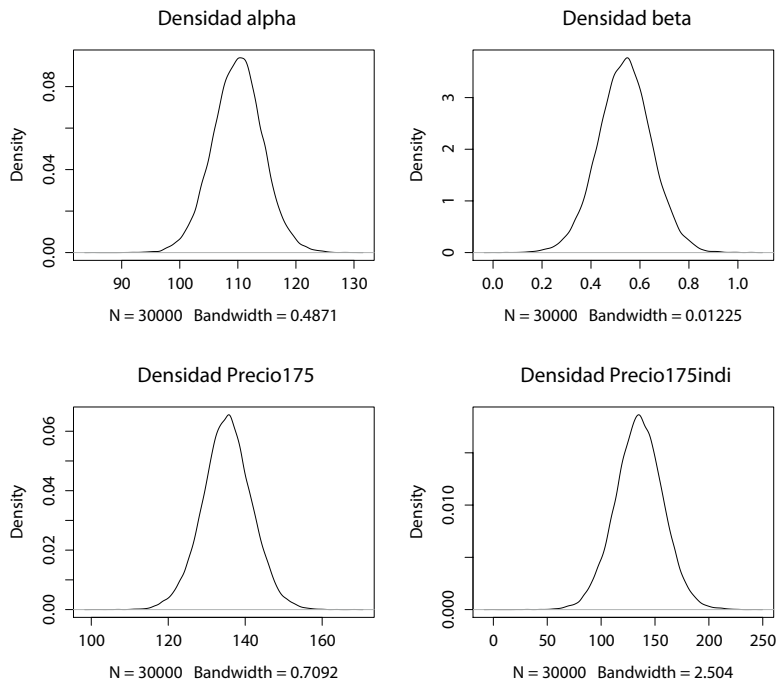 Densidad alpha
Density
0.00
0.04
0.08
90 100 110 120 130
N = 30000 Bandwidth = 0.4871
Densidad beta
Density
0
1
2
3
0.0 0.2 0.4 0.6 0.8 1.0
N = 30000 Bandwidth = 0.01225
Densidad Precio175
Density
0.00
0.02
0.04
0.06
100 120 140 160
N = 30000 Bandwidth = 0.7092
Densidad Precio175indi
Density
0.000
0.010
0 50 100 150 200 250
N = 30000 Bandwidth = 2.504